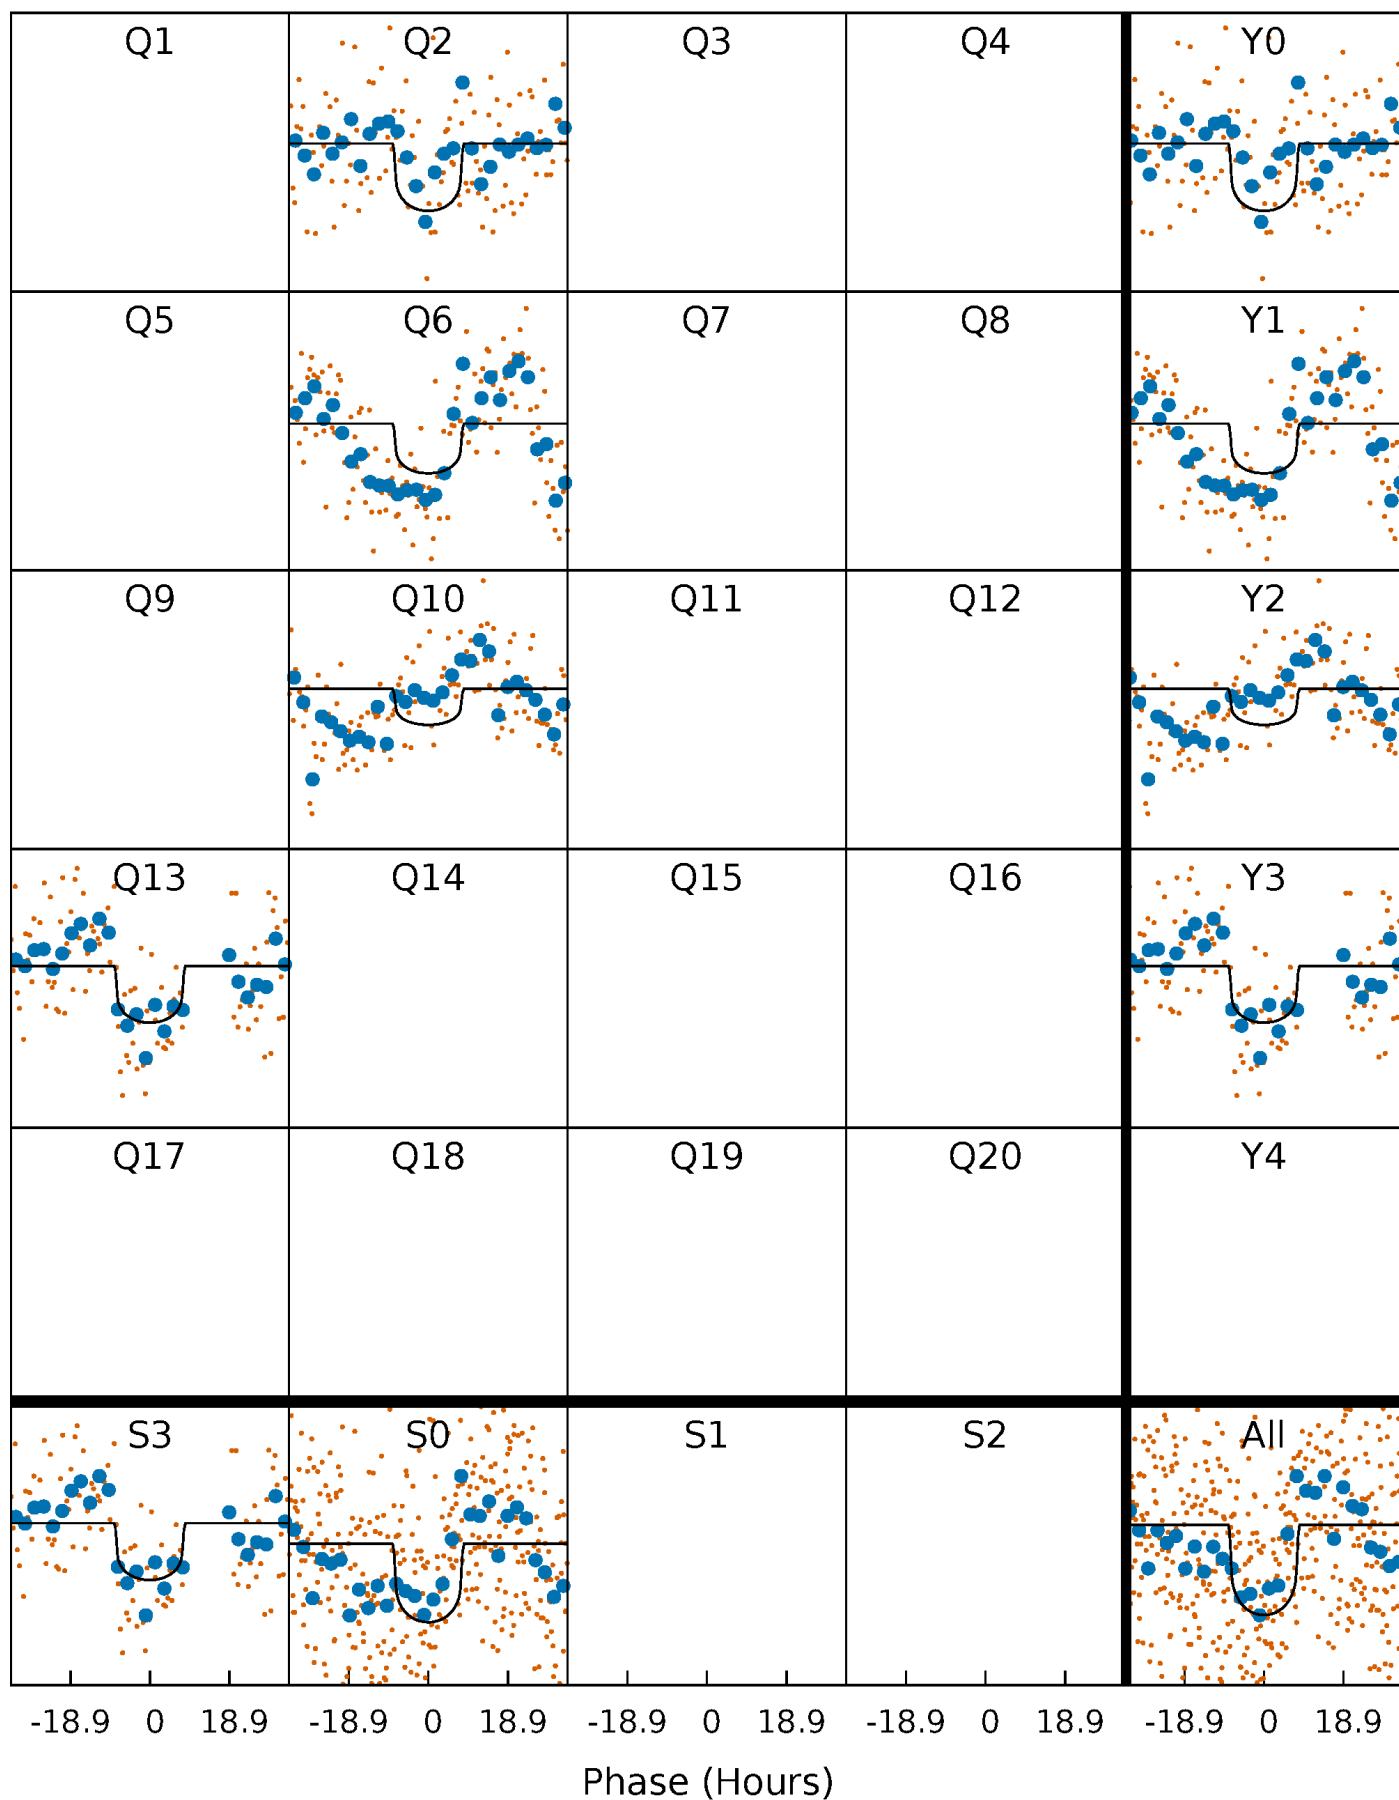 Q1 Q2 Q3 Q4 Y0
Q5 Q6 Q7 Q8 Y1
Q9 Q10 Q11 Q12 Y2
Q13 Q14 Q15 Q16 Y3
Q17 Q18 Q19 Q20 Y4
S3 S0 S1 S2 All
-18.9 0 18.9 -18.9 0 18.9 -18.9 0 18.9 -18.9 0 18.9 -18.9 0 18.9
Phase (Hours)